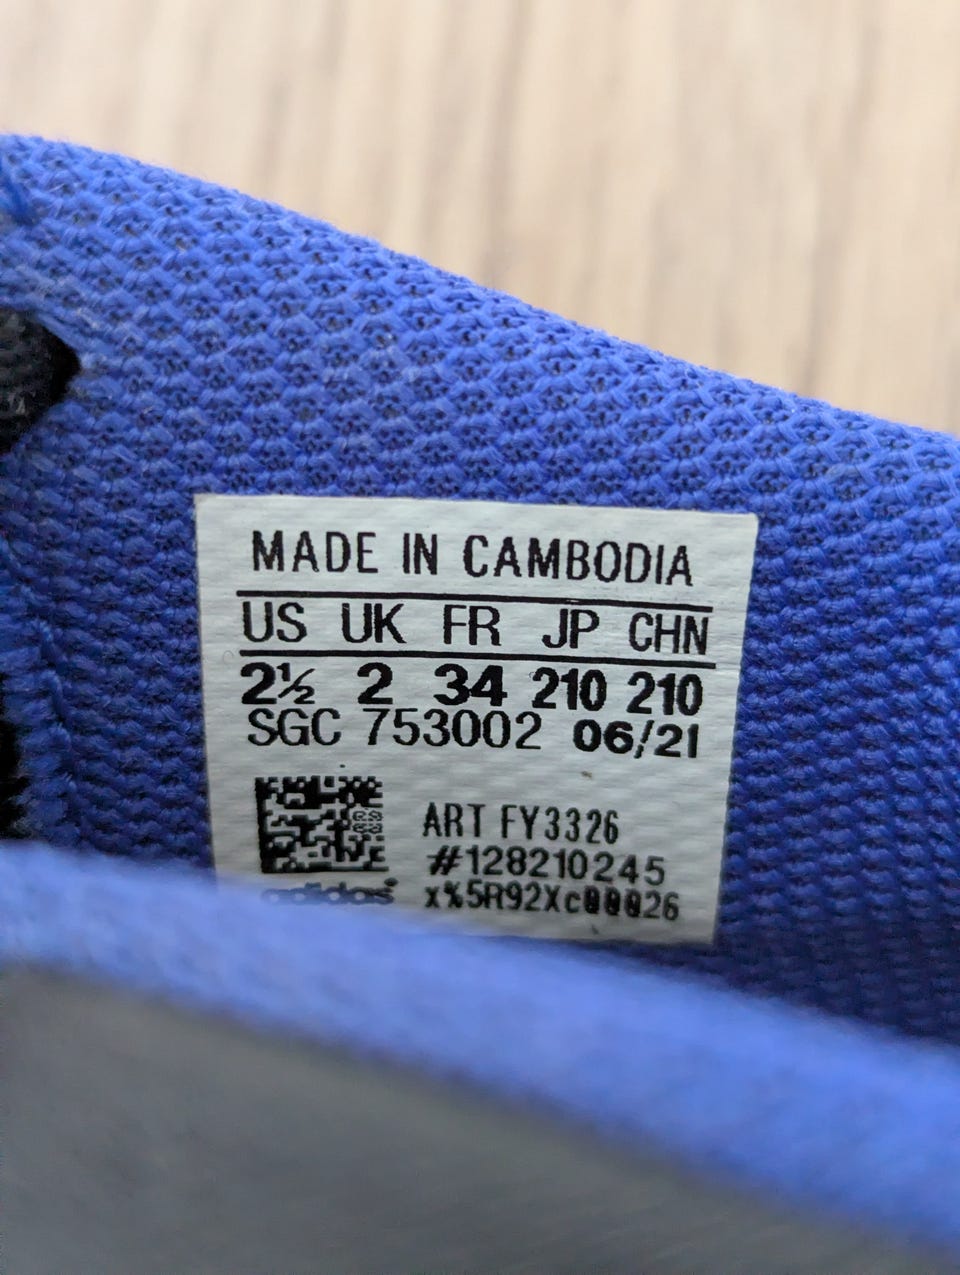 MADE IN CAMBODIA
US UK FR JP CHN
2½ 2 34 210 210
SGC 753002 06/21
ART FY3326
#128210245
x%5R92Xc00026
adidas